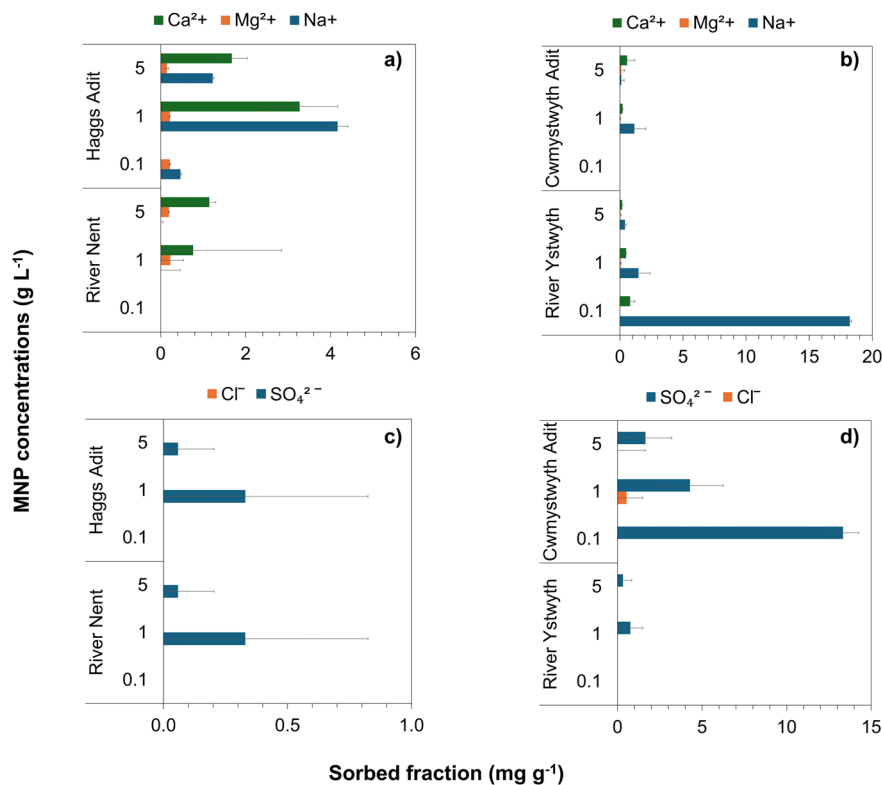 Ca²⁺ Mg²⁺ Na+
a)
Haggs Adit
5
1
0.1
River Nent
5
1
0.1
0 2 4 6
Ca²⁺ Mg²⁺ Na+
b)
Cwmystwyth Adit
5
1
0.1
River Ystwyth
5
1
0.1
0 5 10 15 20
MNP concentrations (g L⁻¹)
Cl⁻ SO₄²⁻
c)
Haggs Adit
5
1
0.1
River Nent
5
1
0.1
0.0 0.5 1.0
SO₄²⁻ Cl⁻
d)
Cwmystwyth Adit
5
1
0.1
River Ystwyth
5
1
0.1
0 5 10 15
Sorbed fraction (mg g⁻¹)